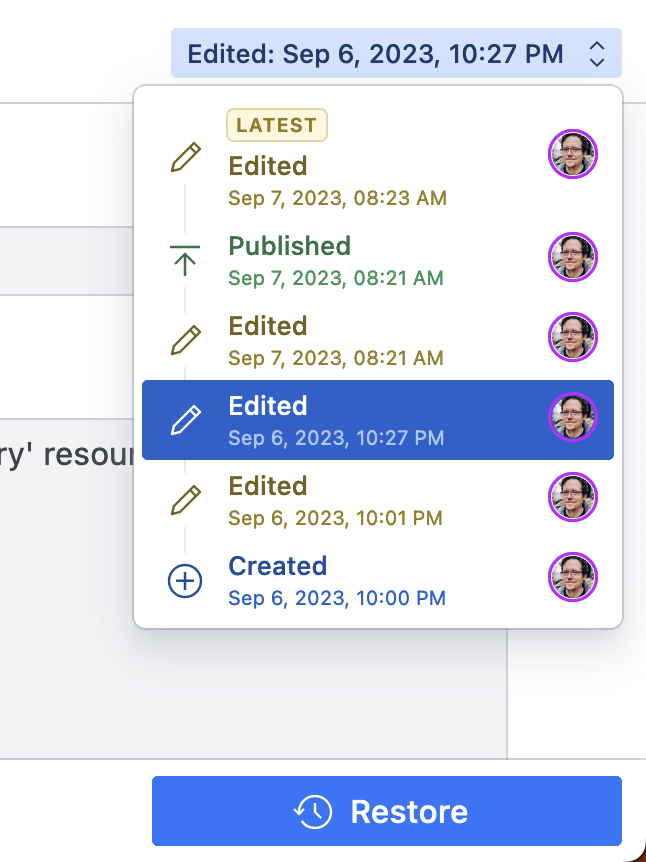 Edited: Sep 6, 2023, 10:27 PM
LATEST
Edited
Sep 7, 2023, 08:23 AM
Published
Sep 7, 2023, 08:21 AM
Edited
Sep 7, 2023, 08:21 AM
Edited
Sep 6, 2023, 10:27 PM
ry' resour
Edited
Sep 6, 2023, 10:01 PM
Created
Sep 6, 2023, 10:00 PM
Restore